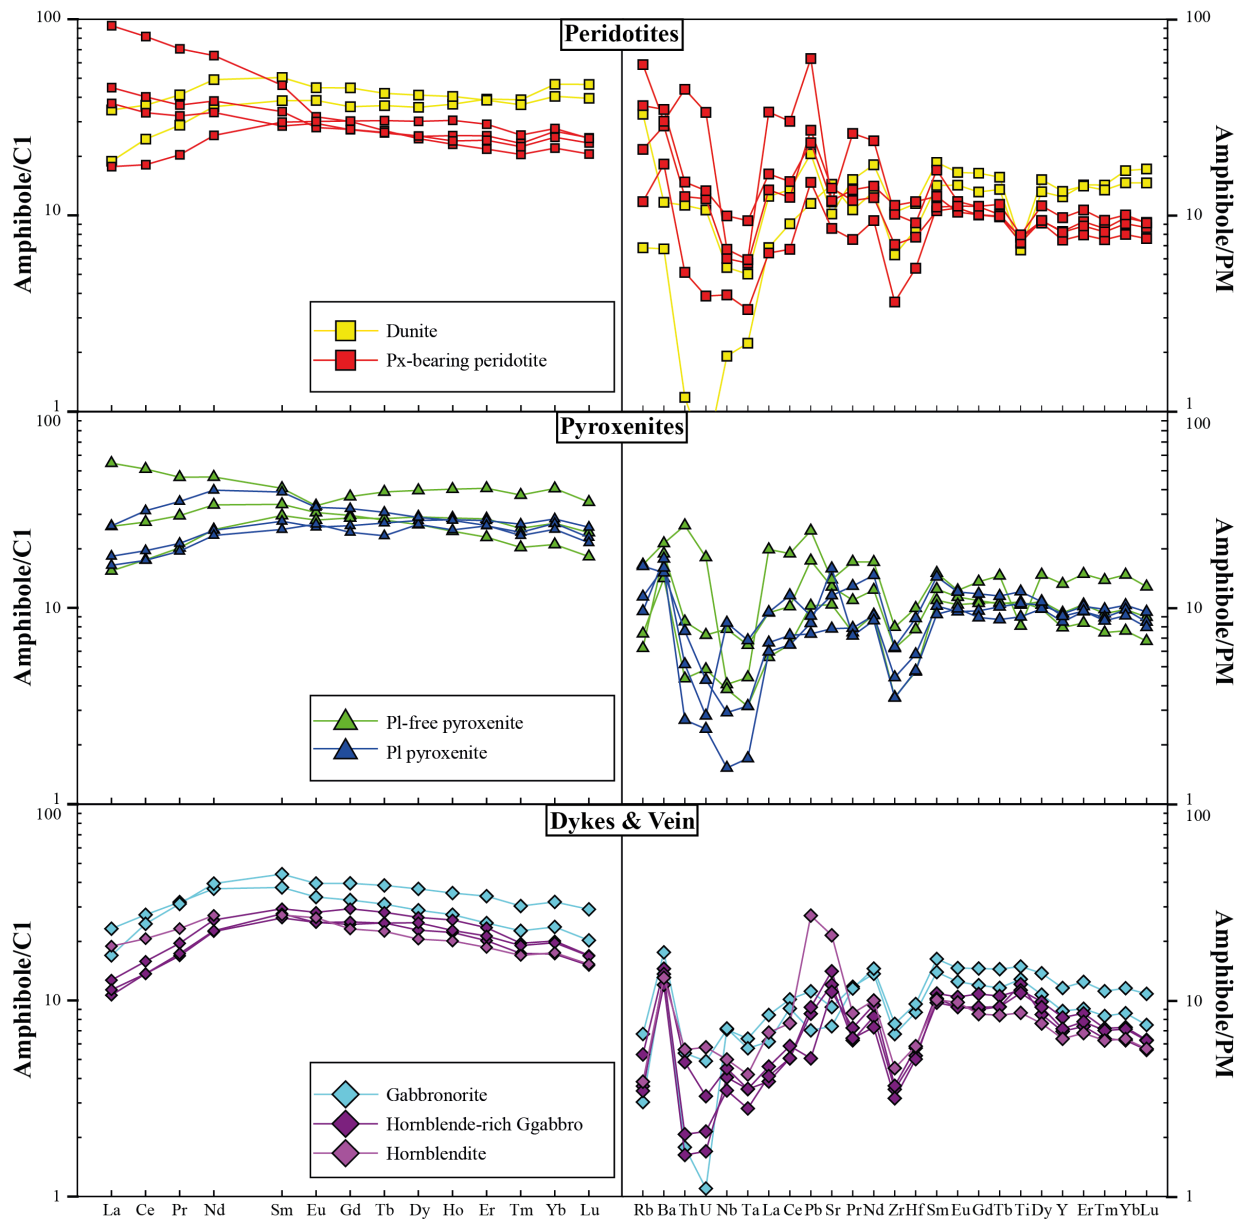 Peridotites
100
10
1
Amphibole/C1
100
10
1
Amphibole/PM
Dunite
Px-bearing peridotite
Pyroxenites
100
10
1
Amphibole/C1
100
10
1
Amphibole/PM
Pl-free pyroxenite
Pl pyroxenite
Dykes & Vein
100
10
1
Amphibole/C1
100
10
1
Amphibole/PM
Gabbronorite
Hornblende-rich Ggabbro
Hornblendite
La Ce Pr Nd Sm Eu Gd Tb Dy Ho Er Tm Yb Lu
Rb Ba Th U Nb Ta La Ce Pb Sr Pr Nd Zr Hf Sm Eu Gd Tb Ti Dy Y Er Tm Yb Lu